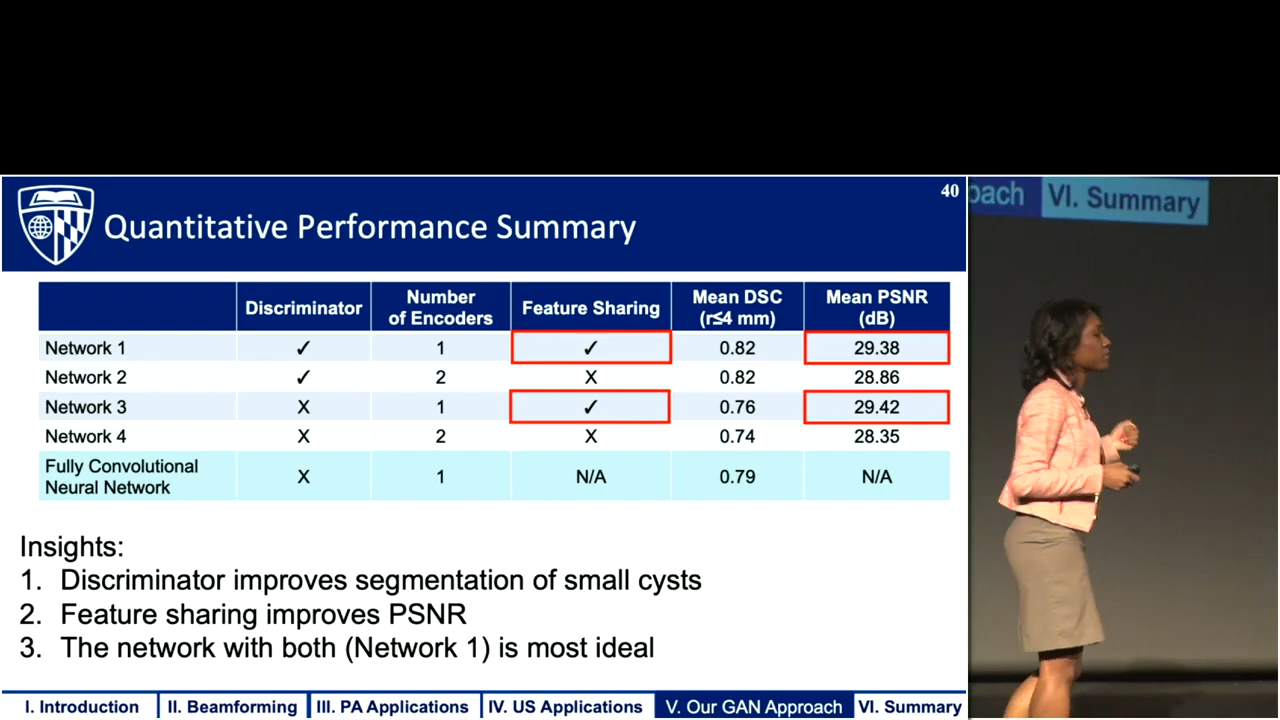 40
Quantitative Performance Summary
Discriminator
Number
of Encoders
Feature Sharing
Mean DSC
(r≤4 mm)
Mean PSNR
(dB)
Network 1 ✓ 1 ✓ 0.82 29.38
Network 2 ✓ 2 X 0.82 28.86
Network 3 X 1 ✓ 0.76 29.42
Network 4 X 2 X 0.74 28.35
Fully Convolutional
Neural Network X 1 N/A 0.79 N/A
Insights:
1. Discriminator improves segmentation of small cysts
2. Feature sharing improves PSNR
3. The network with both (Network 1) is most ideal
I. Introduction II. Beamforming III. PA Applications IV. US Applications V. Our GAN Approach VI. Summary
oach VI. Summary